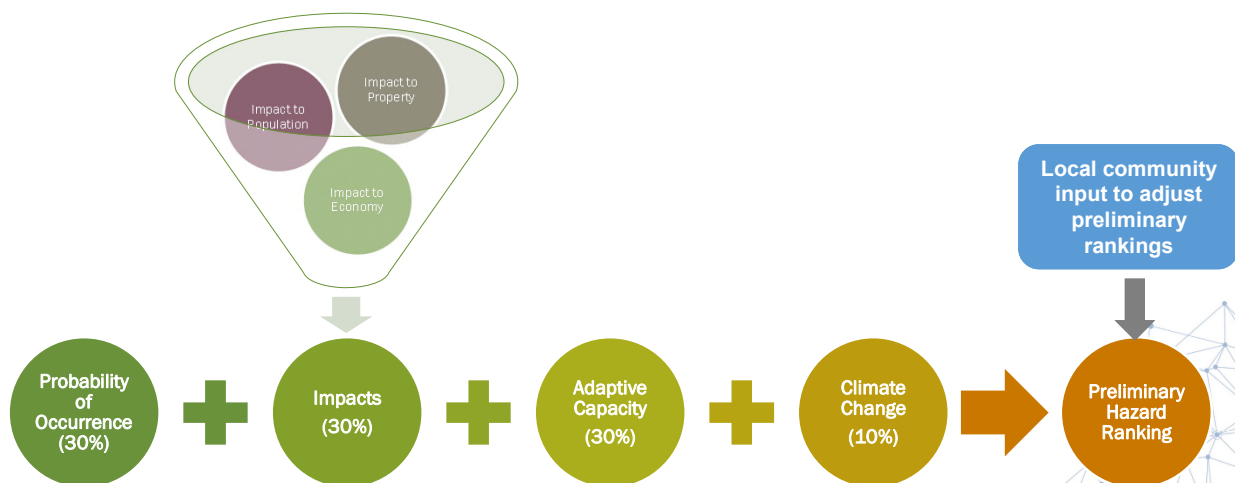 Impact to
Property
Impact to
Population
Impact to
Economy
Local community
input to adjust
preliminary
rankings
Probability
of
Occurrence
(30%)
Impacts
(30%)
Adaptive
Capacity
(30%)
Climate
Change
(10%)
Preliminary
Hazard
Ranking